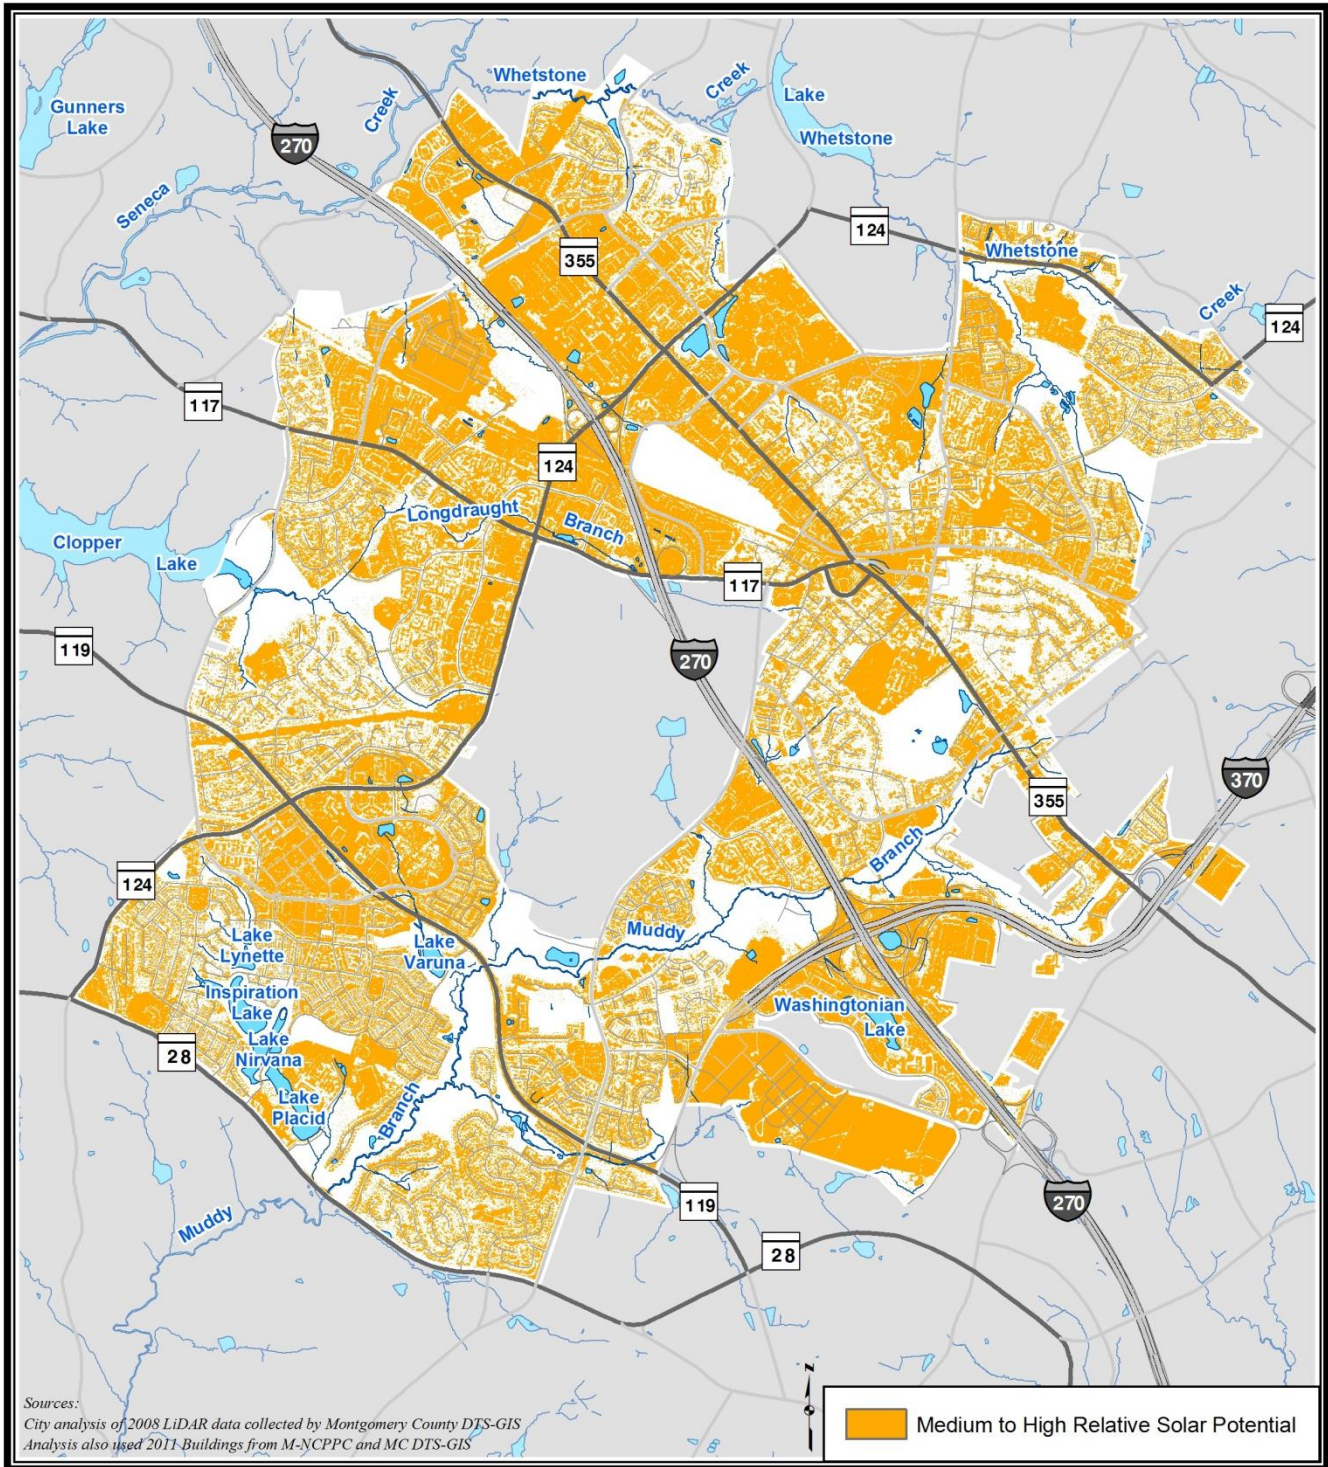 Whetstone
Creek
Lake
Whetstone
Gunners
Lake
Creek
270
Seneca
124
355
Whetstone
Creek
124
117
124
Longdraught
Branch
Clopper
Lake
117
119
270
370
355
Branch
124
Muddy
Lake
Lynette
Lake
Varuna
Inspiration
Lake
Washingtonian
Lake
Lake
Nirvana
28
Lake
Placid
Branch
119
270
Muddy
28
N
Sources:
City analysis of 2008 LiDAR data collected by Montgomery County DTS-GIS
Analysis also used 2011 Buildings from M-NCPPC and MC DTS-GIS
Medium to High Relative Solar Potential